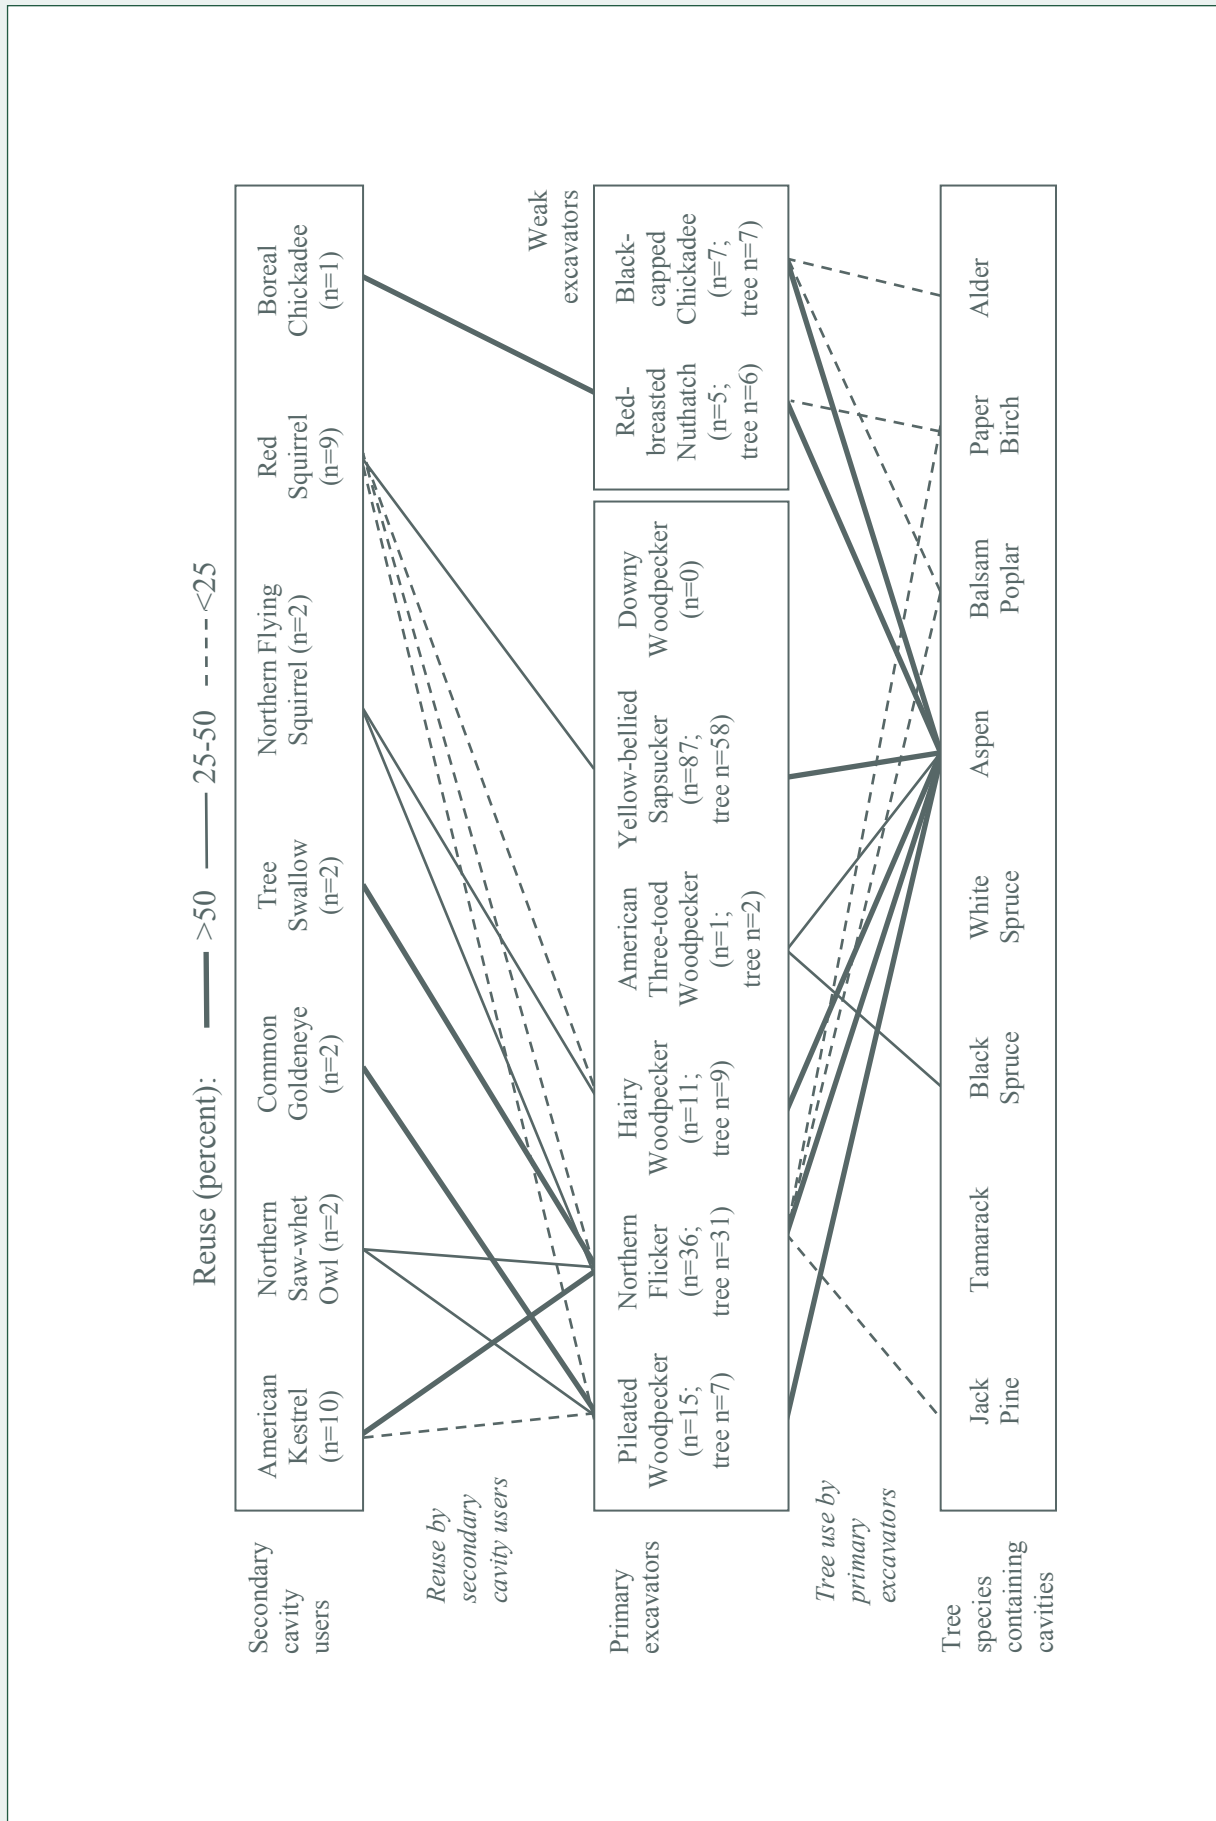 Reuse (percent): >50 25-50 <25
Secondary
cavity
users
American
Kestrel
(n=10)
Northern
Saw-whet
Owl (n=2)
Common
Goldeneye
(n=2)
Tree
Swallow
(n=2)
Northern Flying
Squirrel (n=2)
Red
Squirrel
(n=9)
Boreal
Chickadee
(n=1)
Reuse by
secondary
cavity users
Weak
excavators
Primary
excavators
Pileated
Woodpecker
(n=15;
tree n=7)
Northern
Flicker
(n=36;
tree n=31)
Hairy
Woodpecker
(n=11;
tree n=9)
American
Three-toed
Woodpecker
(n=1;
tree n=2)
Yellow-bellied
Sapsucker
(n=87;
tree n=58)
Downy
Woodpecker
(n=0)
Red-
breasted
Nuthatch
(n=5;
tree n=6)
Black-
capped
Chickadee
(n=7;
tree n=7)
Tree use by
primary
excavators
Tree
species
containing
cavities
Jack
Pine
Tamarack
Black
Spruce
White
Spruce
Aspen
Balsam
Poplar
Paper
Birch
Alder